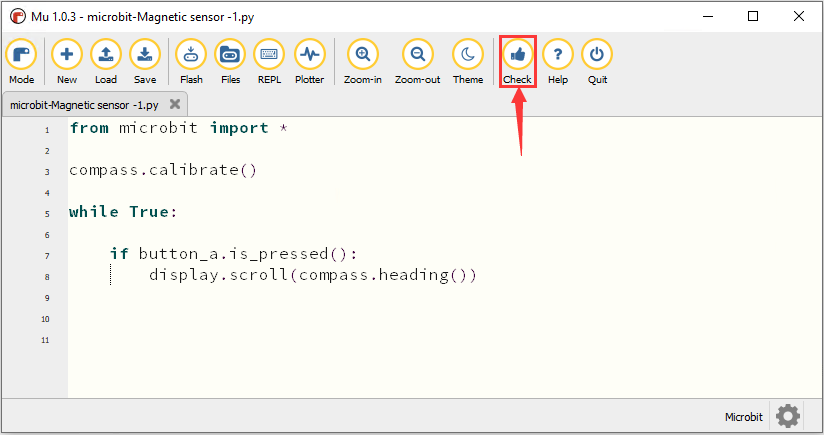 Mu 1.0.3 - microbit-Magnetic sensor -1.py
Mode New Load Save Flash Files REPL Plotter Zoom-in Zoom-out Theme Check Help Quit
microbit-Magnetic sensor -1.py
1 from microbit import *
2
3 compass.calibrate()
4
5 while True:
6
7 if button_a.is_pressed():
8 display.scroll(compass.heading())
9
10
11
Microbit